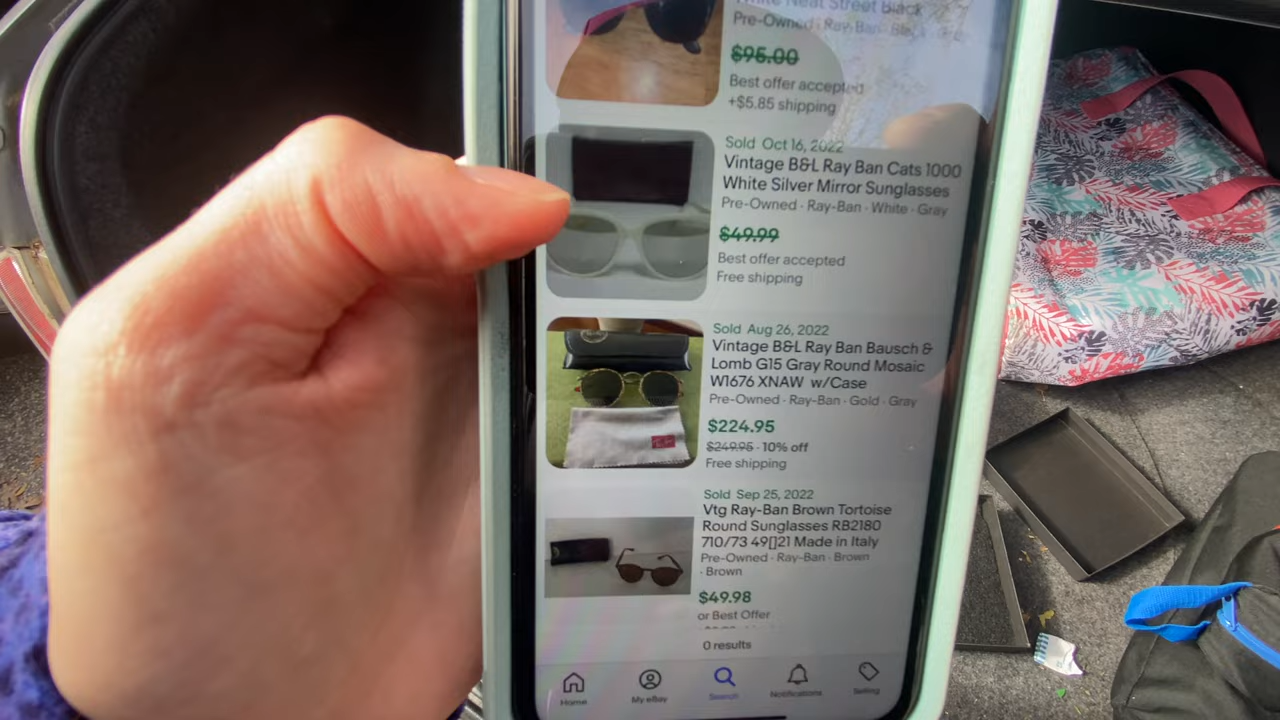 White Neat Street Black
Pre-Owned · Ray-Ban · Black
$95.00
Best offer accepted
+$5.85 shipping
Sold Oct 16, 2022
Vintage B&L Ray Ban Cats 1000
White Silver Mirror Sunglasses
Pre-Owned · Ray-Ban · White · Gray
$49.99
Best offer accepted
Free shipping
Sold Aug 26, 2022
Vintage B&L Ray Ban Bausch &
Lomb G15 Gray Round Mosaic
W1676 XNAW w/Case
Pre-Owned · Ray-Ban · Gold · Gray
$224.95
$249.95 · 10% off
Free shipping
Sold Sep 25, 2022
Vtg Ray-Ban Brown Tortoise
Round Sunglasses RB2180
710/73 49[]21 Made in Italy
Pre-Owned · Ray-Ban · Brown
· Brown
$49.98
or Best Offer
0 results
Home My eBay Search Notifications Selling